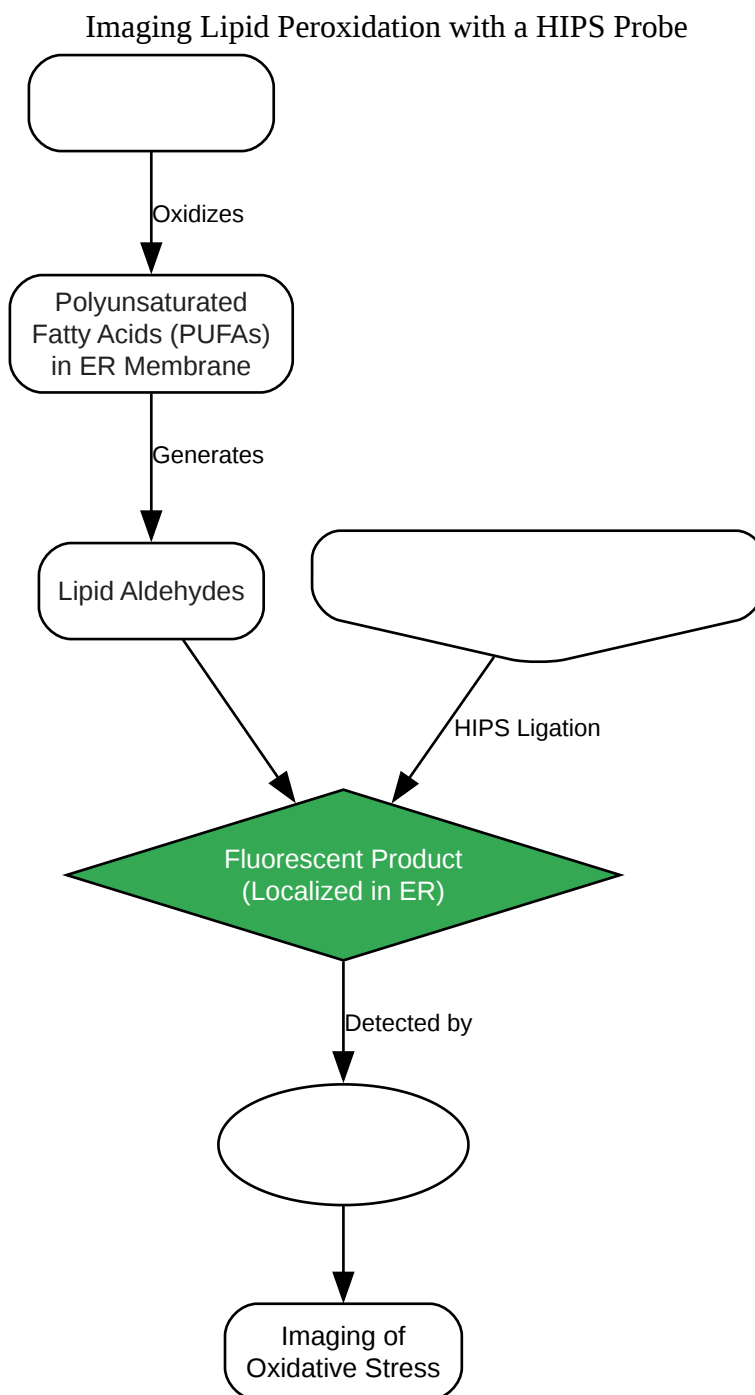 Imaging Lipid Peroxidation with a HIPS Probe
Oxidizes
Polyunsaturated
Fatty Acids (PUFAs)
in ER Membrane
Generates
Lipid Aldehydes
HIPS Ligation
Fluorescent Product
(Localized in ER)
Detected by
Imaging of
Oxidative Stress